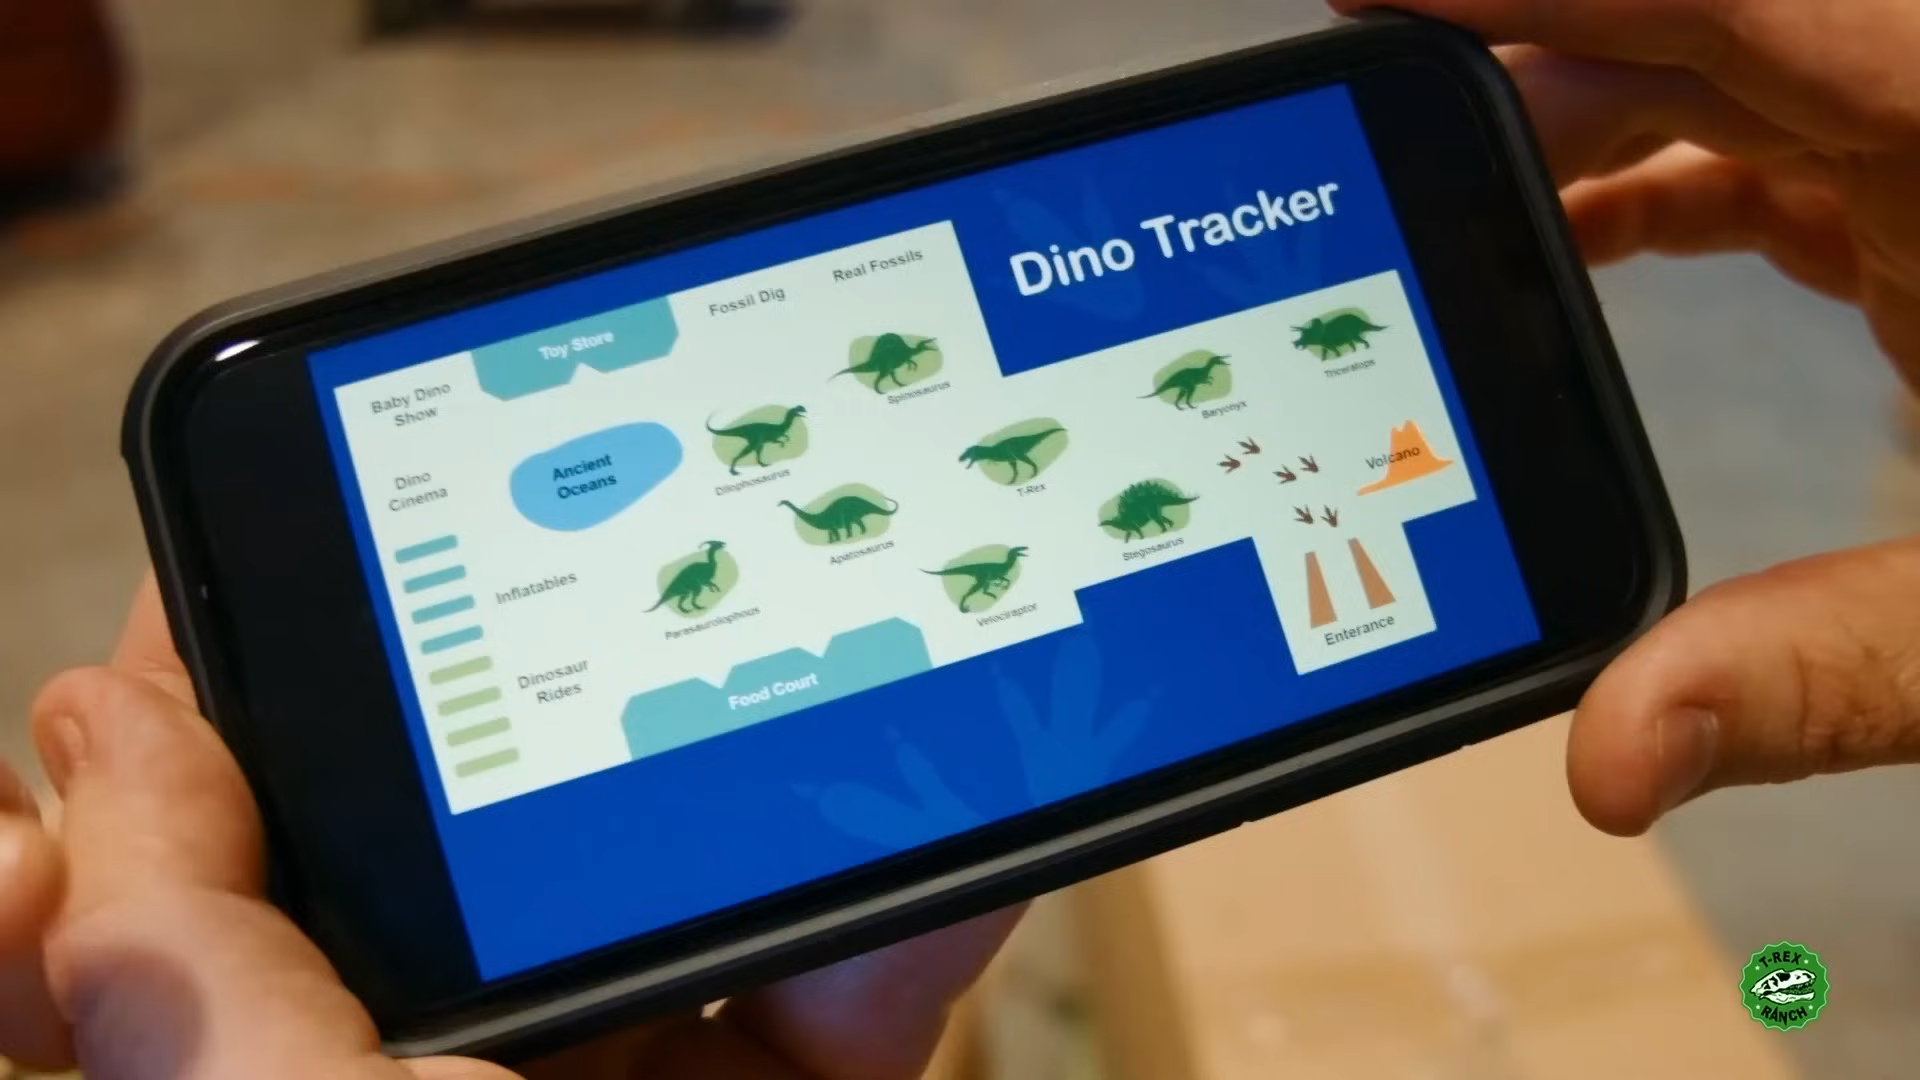 Dino Tracker
Real Fossils
Fossil Dig
Toy Store
Baby Dino
Show
Spinosaurus
Triceratops
Baryonyx
Dilophosaurus
Ancient
Oceans
Dino
Cinema
T-Rex
Volcano
Apatosaurus
Stegosaurus
Inflatables
Parasaurolophous
Velociraptor
Enterance
Dinosaur
Rides
Food Court
T-REX
RANCH